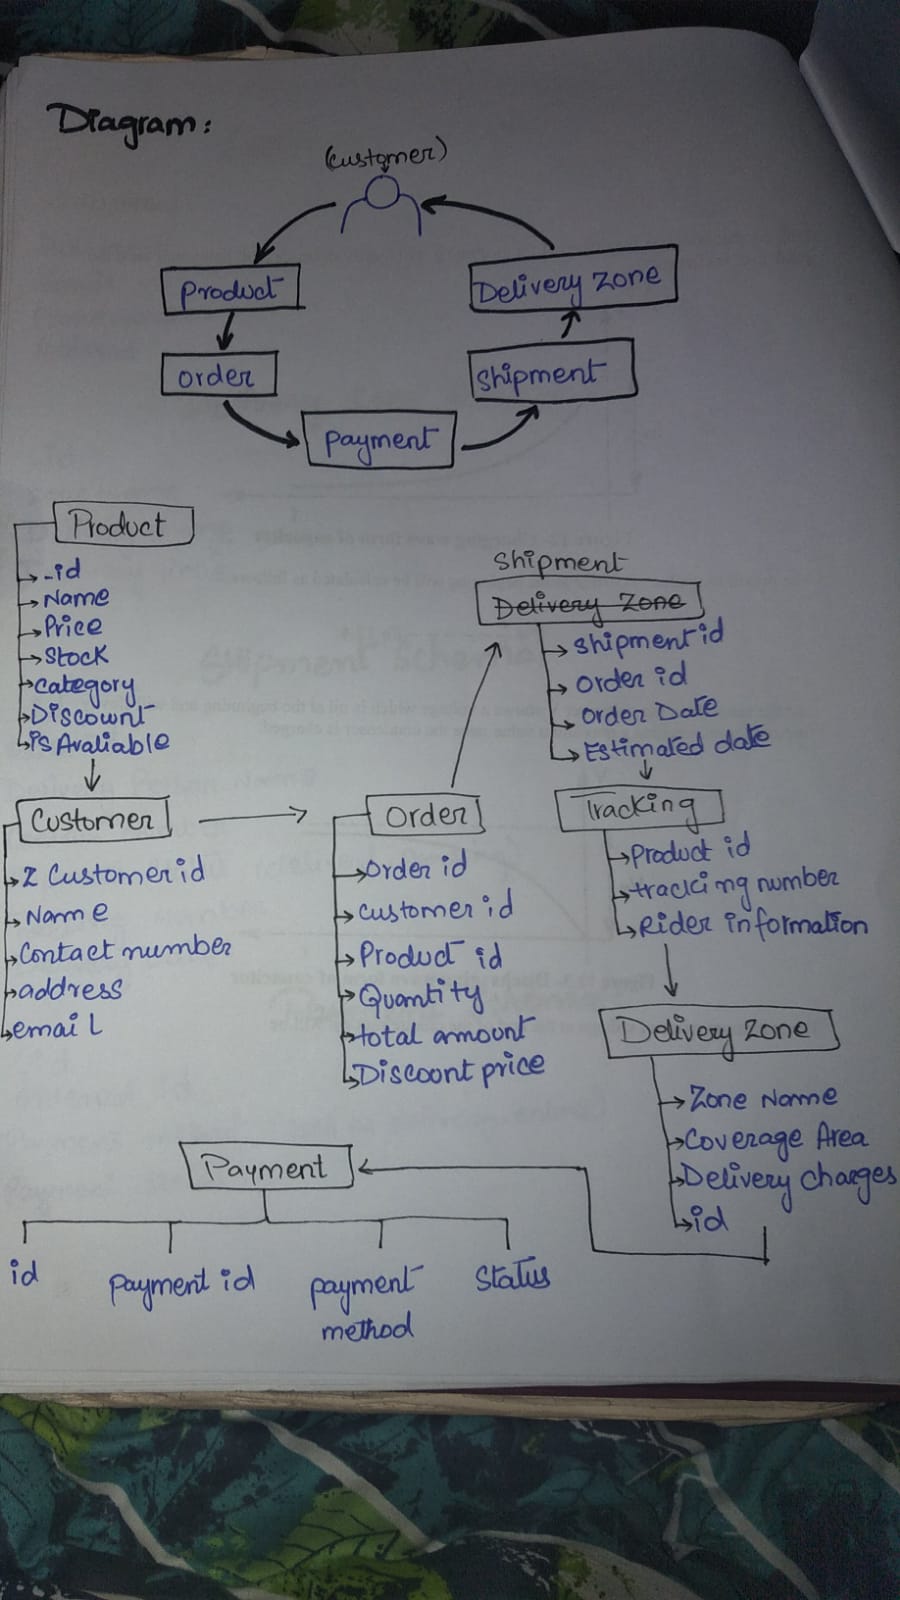 Diagram:
(customer)
Product
Delivery Zone
order
shipment
payment
Product
-id
Name
Price
Stock
category
Discount
is Avaliable
Shipment
Delivery Zone
shipment id
Order id
Order Date
Estimated date
Customer
Z Customer id
Name
Contact number
address
email
Order
Order id
customer id
Product id
Quantity
total amount
Discount price
Tracking
Product id
tracking number
Rider information
Delivery zone
Zone Name
Coverage Area
Delivery charges
id
Payment
id
payment id
payment
method
Status